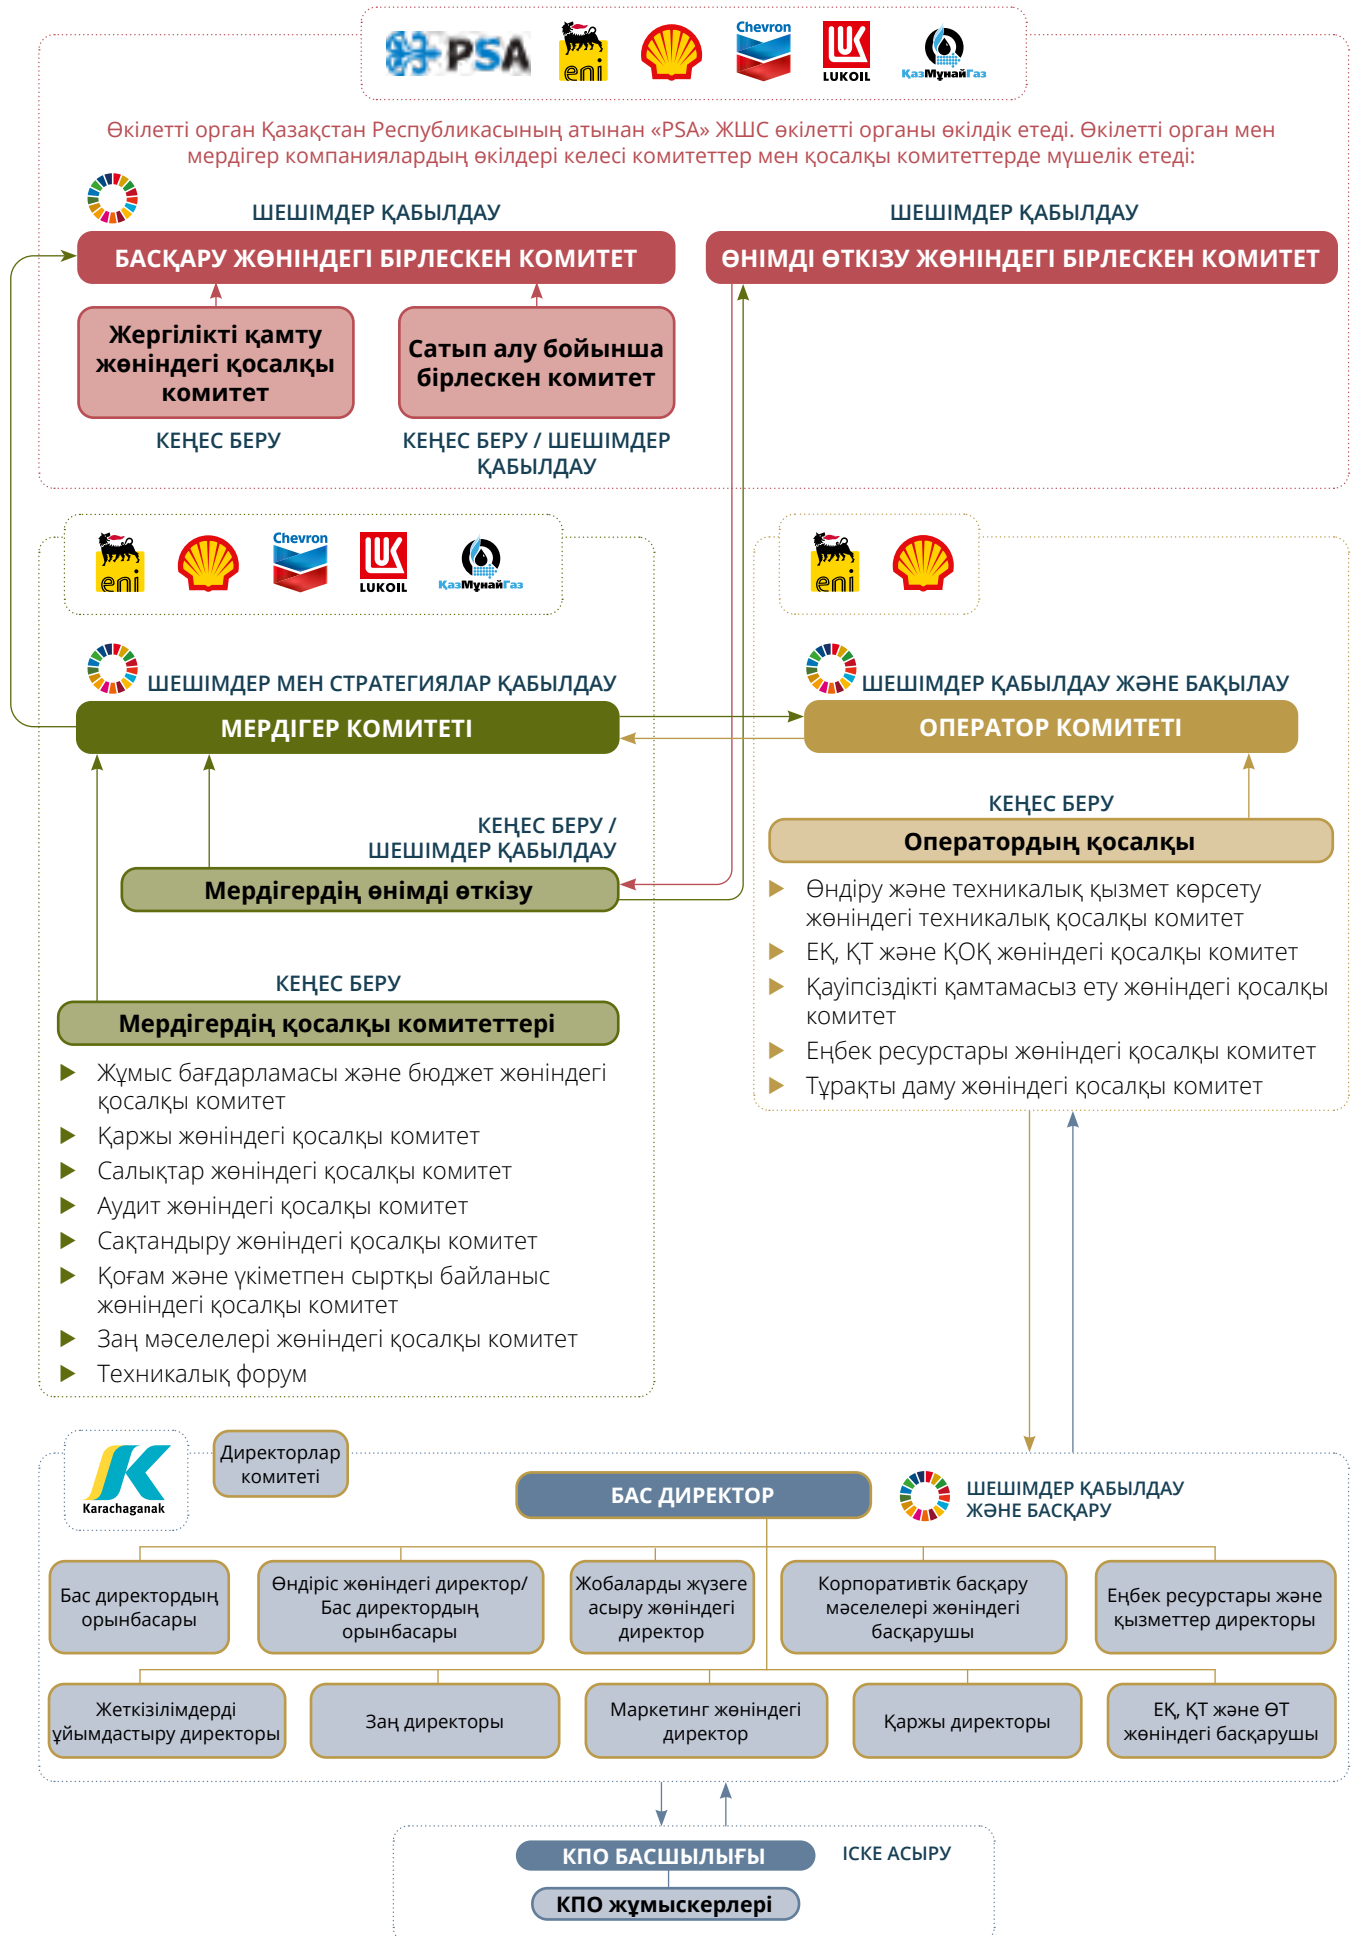 PSA
eni
Chevron
LUKOIL
ҚазМұнайГаз
Өкілетті орган Қазақстан Республикасының атынан «PSA» ЖШС өкілетті органы өкілдік етеді. Өкілетті орган мен
мердігер компаниялардың өкілдері келесі комитеттер мен қосалқы комитеттерде мүшелік етеді:
ШЕШІМДЕР ҚАБЫЛДАУ
БАСҚАРУ ЖӨНІНДЕГІ БІРЛЕСКЕН КОМИТЕТ
ШЕШІМДЕР ҚАБЫЛДАУ
ӨНІМДІ ӨТКІЗУ ЖӨНІНДЕГІ БІРЛЕСКЕН КОМИТЕТ
Жергілікті қамту
жөніндегі қосалқы
комитет
КЕҢЕС БЕРУ
Сатып алу бойынша
бірлескен комитет
КЕҢЕС БЕРУ / ШЕШІМДЕР
ҚАБЫЛДАУ
eni
Chevron
LUKOIL
ҚазМұнайГаз
ШЕШІМДЕР МЕН СТРАТЕГИЯЛАР ҚАБЫЛДАУ
МЕРДІГЕР КОМИТЕТІ
КЕҢЕС БЕРУ /
ШЕШІМДЕР ҚАБЫЛДАУ
Мердігердің өнімді өткізу
КЕҢЕС БЕРУ
Мердігердің қосалқы комитеттері
Жұмыс бағдарламасы және бюджет жөніндегі
қосалқы комитет
Қаржы жөніндегі қосалқы комитет
Салықтар жөніндегі қосалқы комитет
Аудит жөніндегі қосалқы комитет
Сақтандыру жөніндегі қосалқы комитет
Қоғам және үкіметпен сыртқы байланыс
жөніндегі қосалқы комитет
Заң мәселелері жөніндегі қосалқы комитет
Техникалық форум
eni
ШЕШІМДЕР ҚАБЫЛДАУ ЖӘНЕ БАҚЫЛАУ
ОПЕРАТОР КОМИТЕТІ
КЕҢЕС БЕРУ
Оператордың қосалқы
Өндіру және техникалық қызмет көрсету
жөніндегі техникалық қосалқы комитет
ЕҚ, ҚТ және ҚОҚ жөніндегі қосалқы комитет
Қауіпсіздікті қамтамасыз ету жөніндегі қосалқы
комитет
Еңбек ресурстары жөніндегі қосалқы комитет
Тұрақты даму жөніндегі қосалқы комитет
Karachaganak
Директорлар
комитеті
БАС ДИРЕКТОР
ШЕШІМДЕР ҚАБЫЛДАУ
ЖӘНЕ БАСҚАРУ
Бас директордың
орынбасары
Өндіріс жөніндегі директор/
Бас директордың
орынбасары
Жобаларды жүзеге
асыру жөніндегі
директор
Корпоративтік басқару
мәселелері жөніндегі
басқарушы
Еңбек ресурстары және
қызметтер директоры
Жеткізілімдерді
ұйымдастыру директоры
Заң директоры
Маркетинг жөніндегі
директор
Қаржы директоры
ЕҚ, ҚТ және ӨТ
жөніндегі басқарушы
КПО БАСШЫЛЫҒЫ
ІСКЕ АСЫРУ
КПО жұмыскерлері